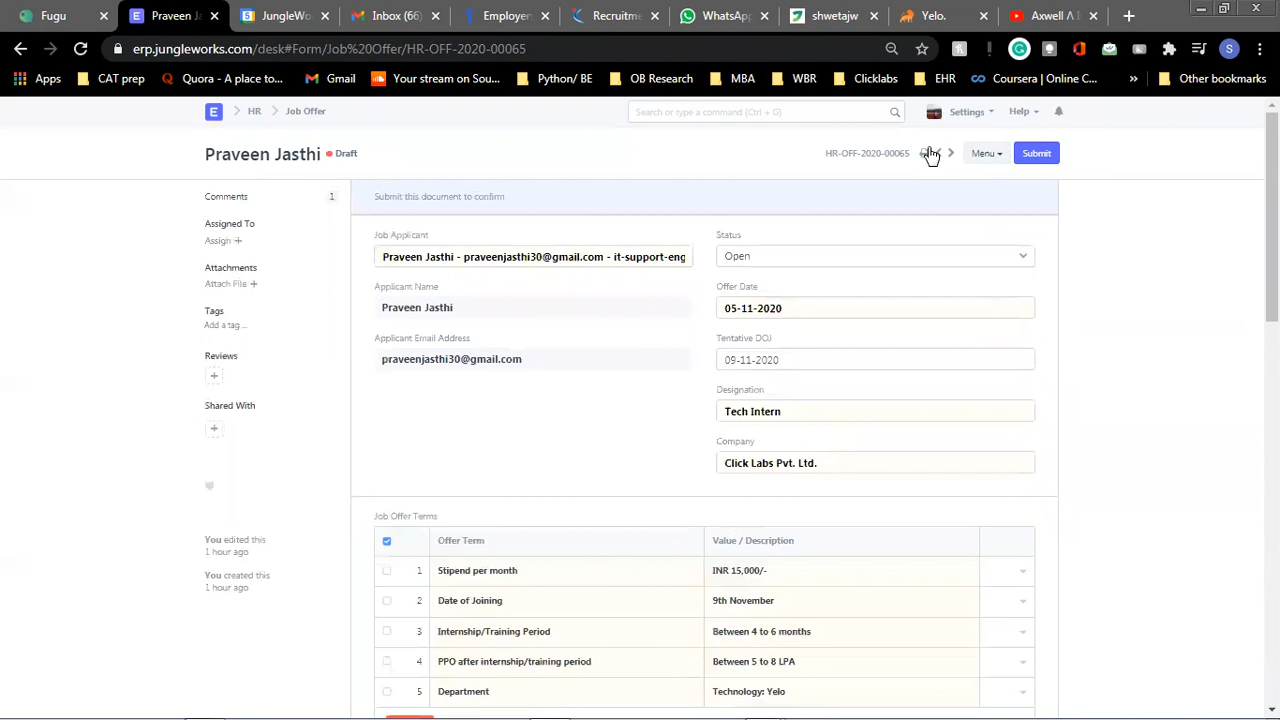 Fugu
Praveen Ja
JungleWo
Inbox (66)
Employer
Recruitme
WhatsAp
shwetajw
Yelo.
Axwell Λ I
erp.jungleworks.com/desk#Form/Job%20Offer/HR-OFF-2020-00065
S
Apps CAT prep Quora - A place to... Gmail Your stream on Sou... Python/ BE OB Research MBA WBR Clicklabs EHR Coursera | Online C... » Other bookmarks
E HR Job Offer Search or type a command (Ctrl + G) Settings Help
Praveen Jasthi Draft HR-OFF-2020-00065 Menu Submit
Comments 1
Assigned To
Assign +
Attachments
Attach File +
Tags
Add a tag ...
Reviews
+
Shared With
+
You edited this
1 hour ago
You created this
1 hour ago
Submit this document to confirm
Job Applicant
Praveen Jasthi - praveenjasthi30@gmail.com - it-support-eng
Applicant Name
Praveen Jasthi
Applicant Email Address
praveenjasthi30@gmail.com
Status
Open
Offer Date
05-11-2020
Tentative DOJ
09-11-2020
Designation
Tech Intern
Company
Click Labs Pvt. Ltd.
Job Offer Terms
Offer Term Value / Description
1 Stipend per month INR 15,000/-
2 Date of Joining 9th November
3 Internship/Training Period Between 4 to 6 months
4 PPO after internship/training period Between 5 to 8 LPA
5 Department Technology: Yelo